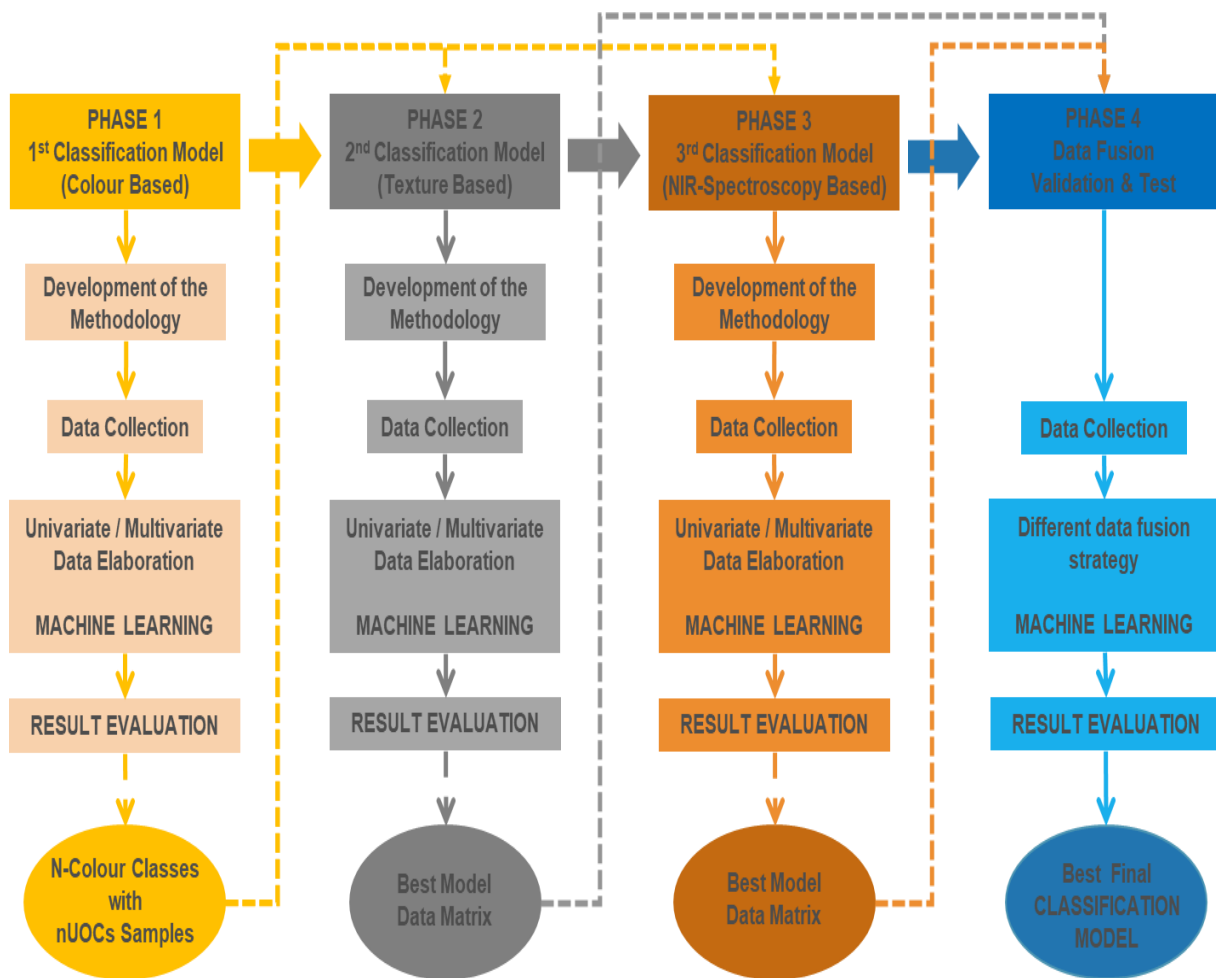 PHASE 1
1st Classification Model
(Colour Based)
Development of the
Methodology
Data Collection
Univariate / Multivariate
Data Elaboration
MACHINE LEARNING
RESULT EVALUATION
N-Colour Classes
with
nUOCs Samples
PHASE 2
2nd Classification Model
(Texture Based)
Development of the
Methodology
Data Collection
Univariate / Multivariate
Data Elaboration
MACHINE LEARNING
RESULT EVALUATION
Best Model
Data Matrix
PHASE 3
3rd Classification Model
(NIR-Spectroscopy Based)
Development of the
Methodology
Data Collection
Univariate / Multivariate
Data Elaboration
MACHINE LEARNING
RESULT EVALUATION
Best Model
Data Matrix
PHASE 4
Data Fusion
Validation & Test
Data Collection
Different data fusion
strategy
MACHINE LEARNING
RESULT EVALUATION
Best Final
CLASSIFICATION
MODEL